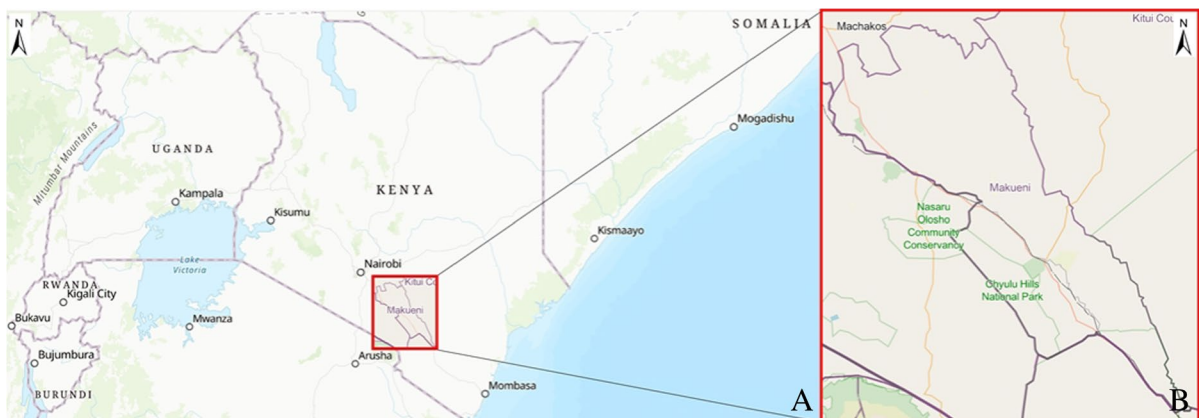 N
SOMALIA
Mogadishu
Mitumbar Mountains
UGANDA
Kampala
KENYA
Kisumu
Kismaayo
Lake
Victoria
Nairobi
RWANDA
Kigali City
Kitui Co
Makueni
Bukavu
Mwanza
Bujumbura
Arusha
BURUNDI
Mombasa
A
Machakos
Kitui Cou
N
Makueni
Nasaru
Olosho
Community
Conservancy
Chyulu Hills
National Park
B